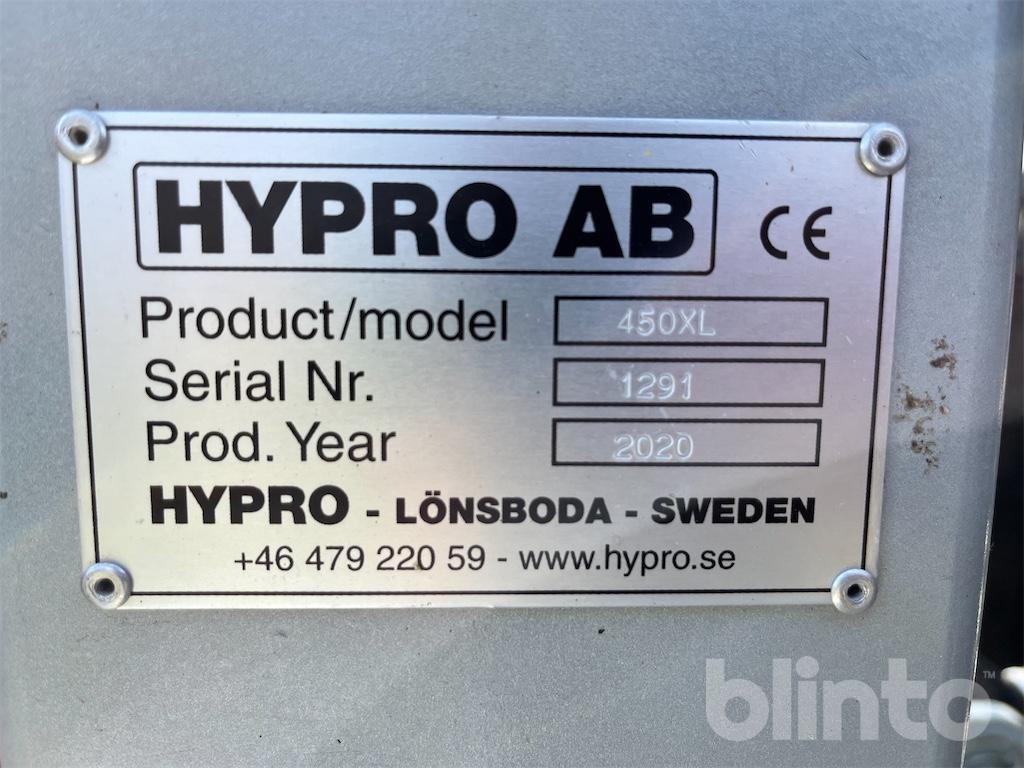 HYPRO AB CE
Product/model 450XL
Serial Nr. 1291
Prod. Year 2020
HYPRO - LÖNSBODA - SWEDEN
+46 479 220 59 - www.hypro.se
blinto™